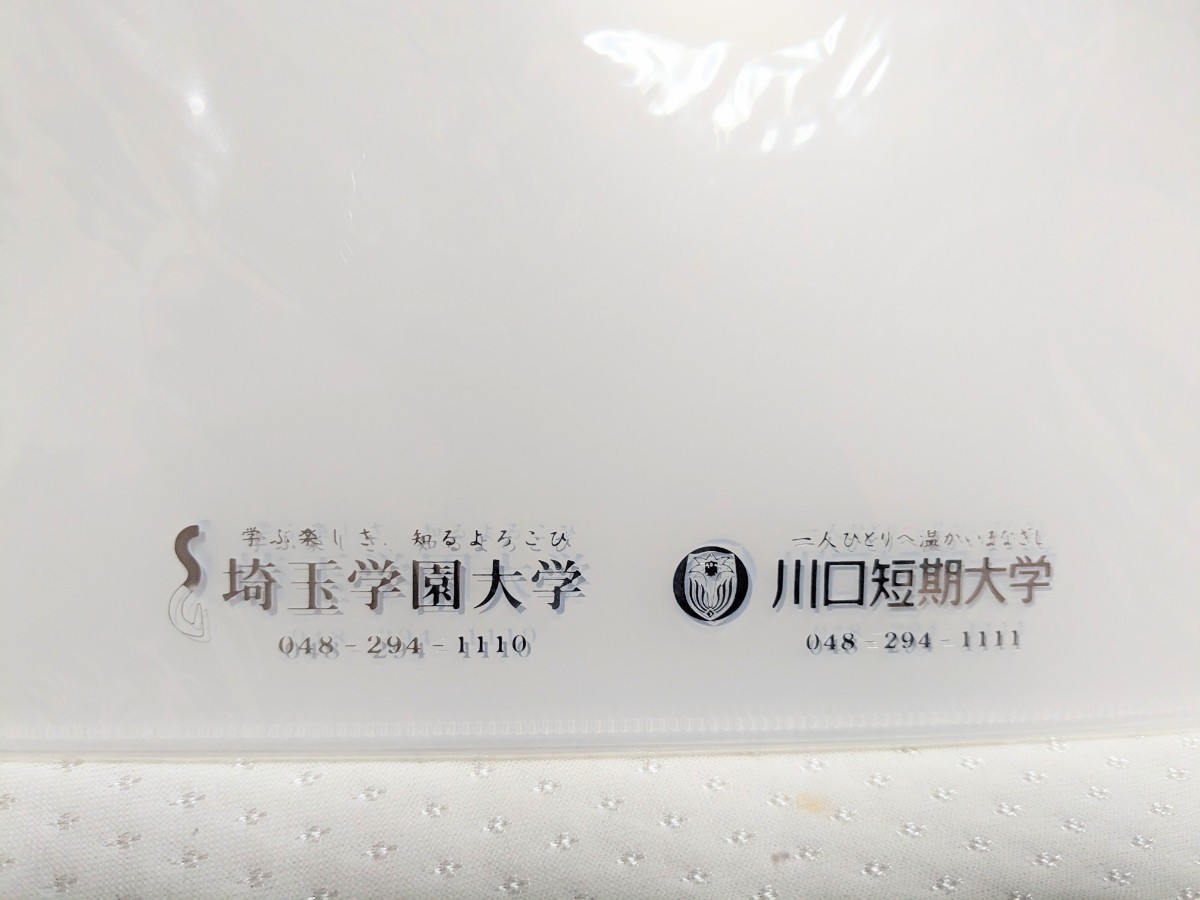 学ぶ楽しさ、知るよろこび
埼玉学園大学
048-294-1110
一人ひとりへ温かいまなざし
川口短期大学
048-294-1111